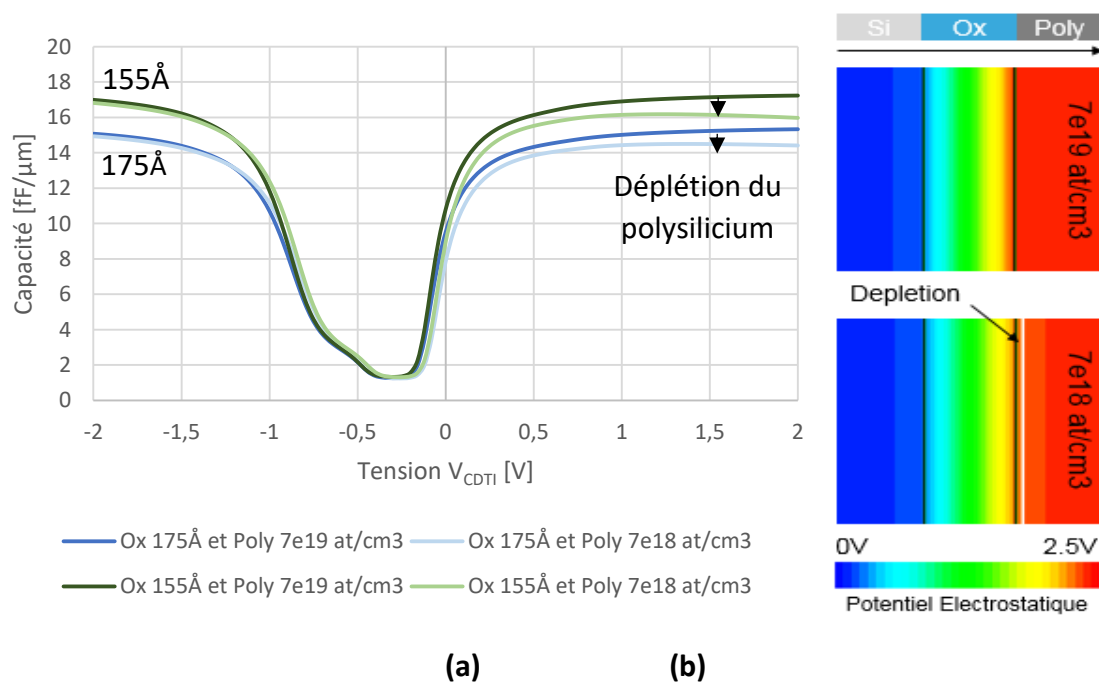 Capacité [fF/µm]
20
18
16
14
12
10
8
6
4
2
0
155Å
175Å
Déplétion du
polysilicium
-2
-1,5
-1
-0,5
0
0,5
1
1,5
2
Tension V_CDTI [V]
Ox 175Å et Poly 7e19 at/cm3
Ox 175Å et Poly 7e18 at/cm3
Ox 155Å et Poly 7e19 at/cm3
Ox 155Å et Poly 7e18 at/cm3
(a)
Si
Ox
Poly
7e19 at/cm3
Depletion
7e18 at/cm3
0V
2.5V
Potentiel Electrostatique
(b)